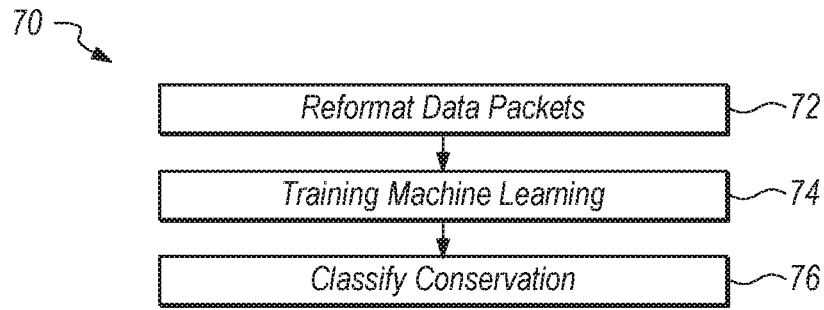 70
Reformat Data Packets 72
Training Machine Learning 74
Classify Conservation 76